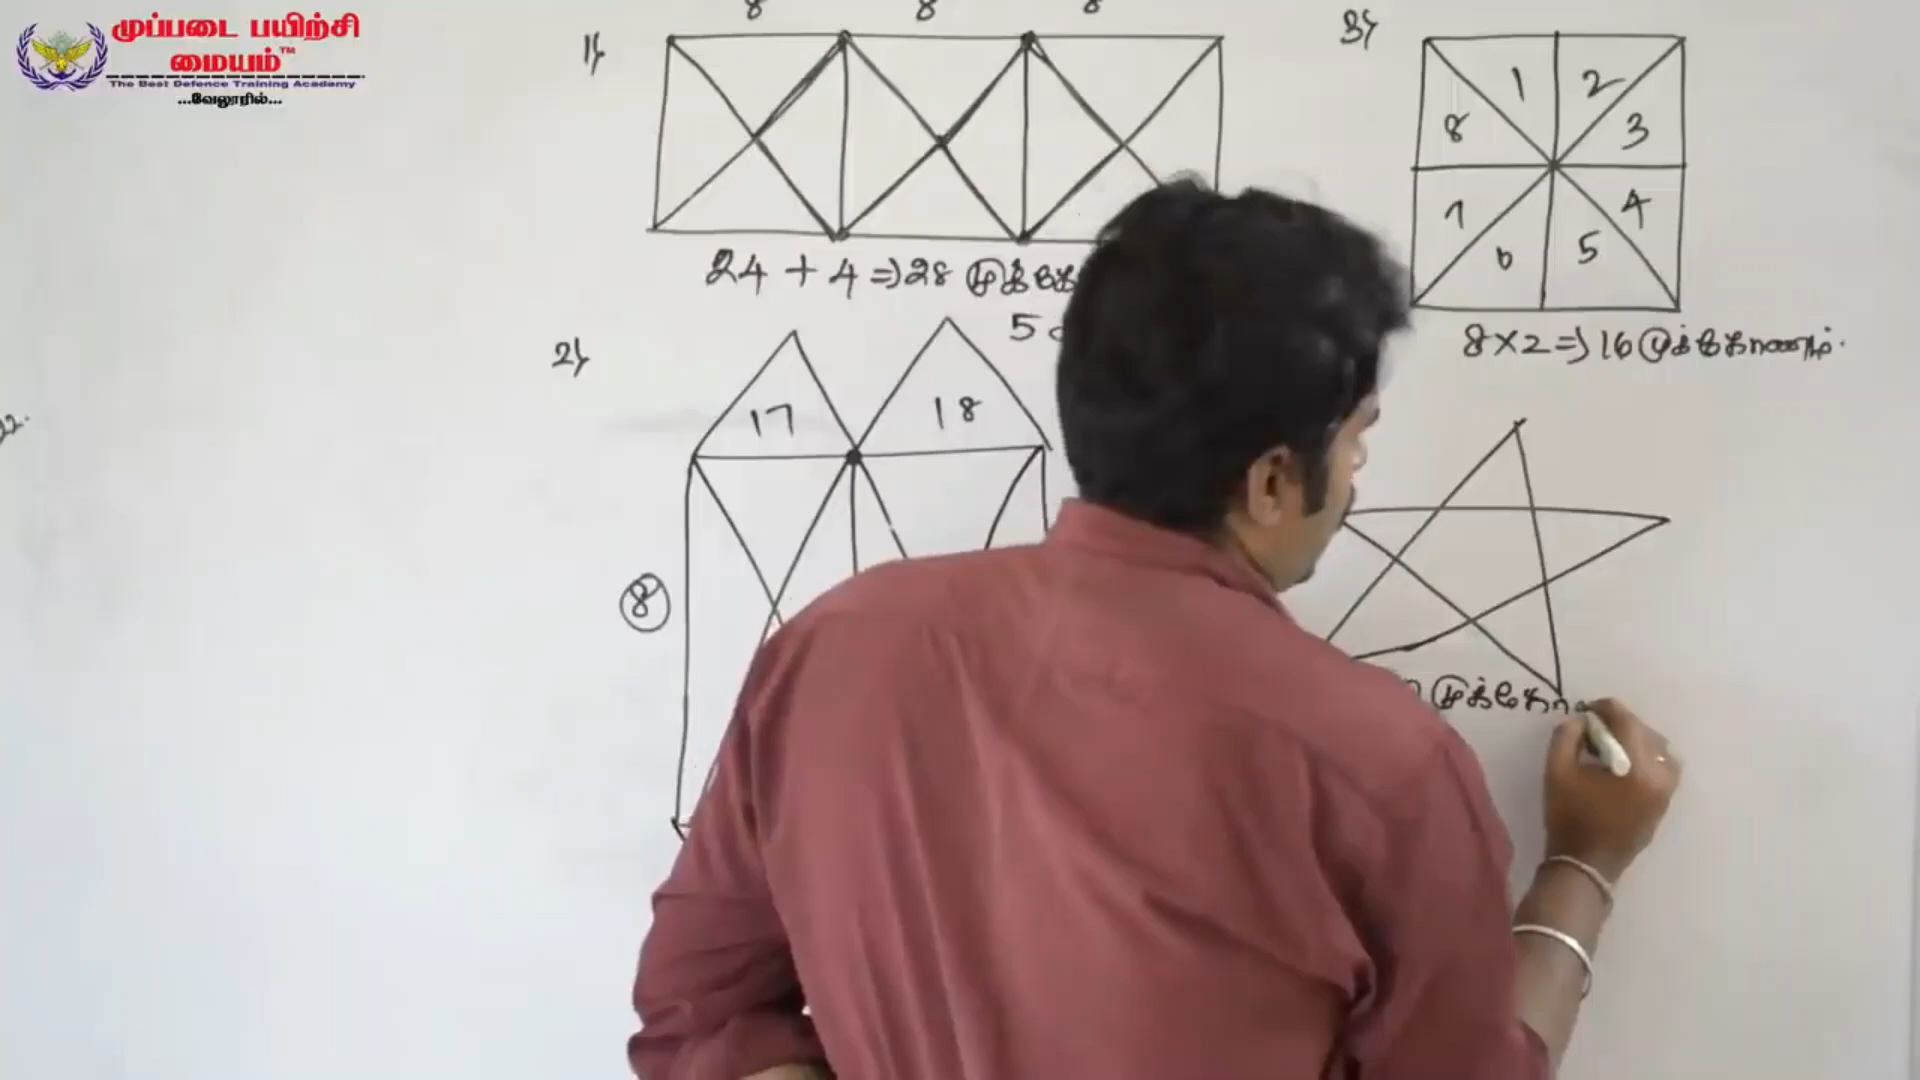 முப்படை பயிற்சி
மையம்™
The Best Defence Training Academy
...வேலூரில்...
8 8 8
1)
24 + 4 => 28
5
2)
17 18
8
3)
1 2
8 3
7 4
6 5
8 x 2 => 16 முக்கோணம்.
22.